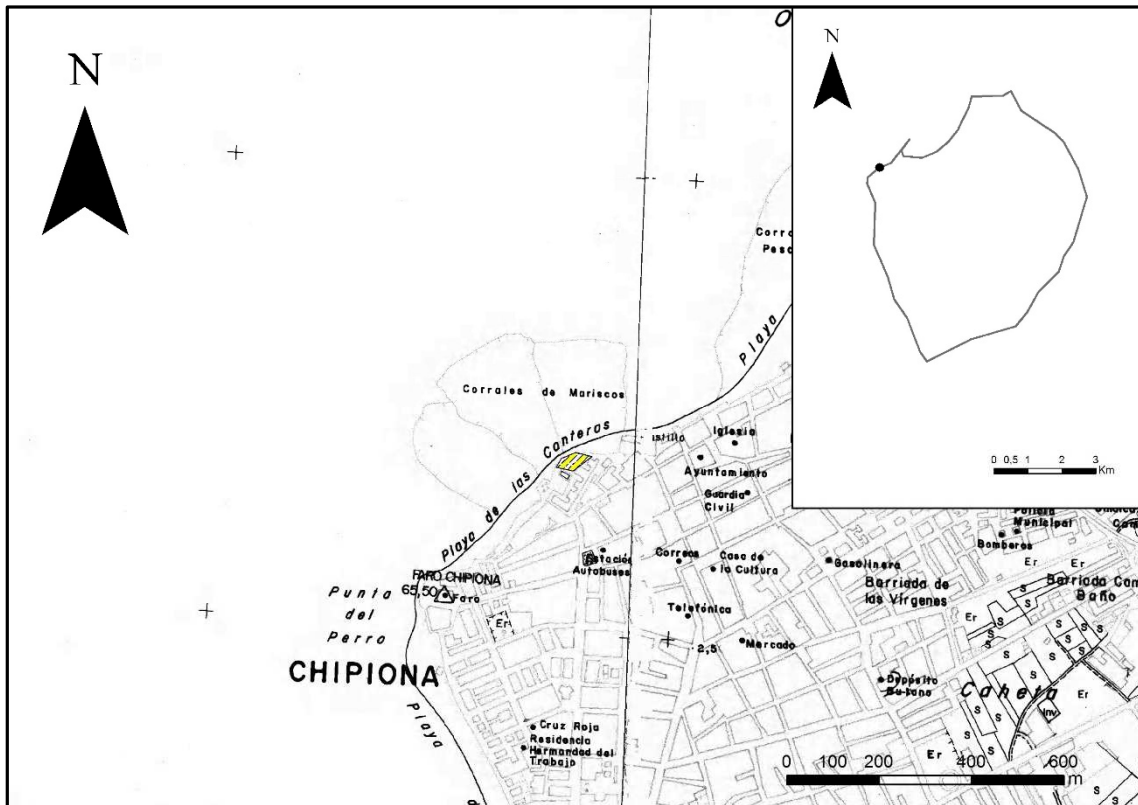 N
N
0 0,5 1 2 3
Km
Corrales de Mariscos
Playa de las Canteras
Playa
Iglesia
Ayuntamiento
Guardia
Civil
Estación
Autobuses
Correos
Casa de
la Cultura
Gasolinera
Policía
Municipal
Bomberos
Barriada de
las Vírgenes
Er
Er
Er
Er
Er
Er
FARO CHIPIONA
65,50
Faro
Punta
del
Perro
CHIPIONA
Playa
Telefónica
2,5
Mercado
Depósito
Butano
Baño
Inv
S
S
S
S
S
S
S
S
S
S
S
Cruz Roja
Residencia
Hermandad del
Trabajo
0 100 200 400 600
m